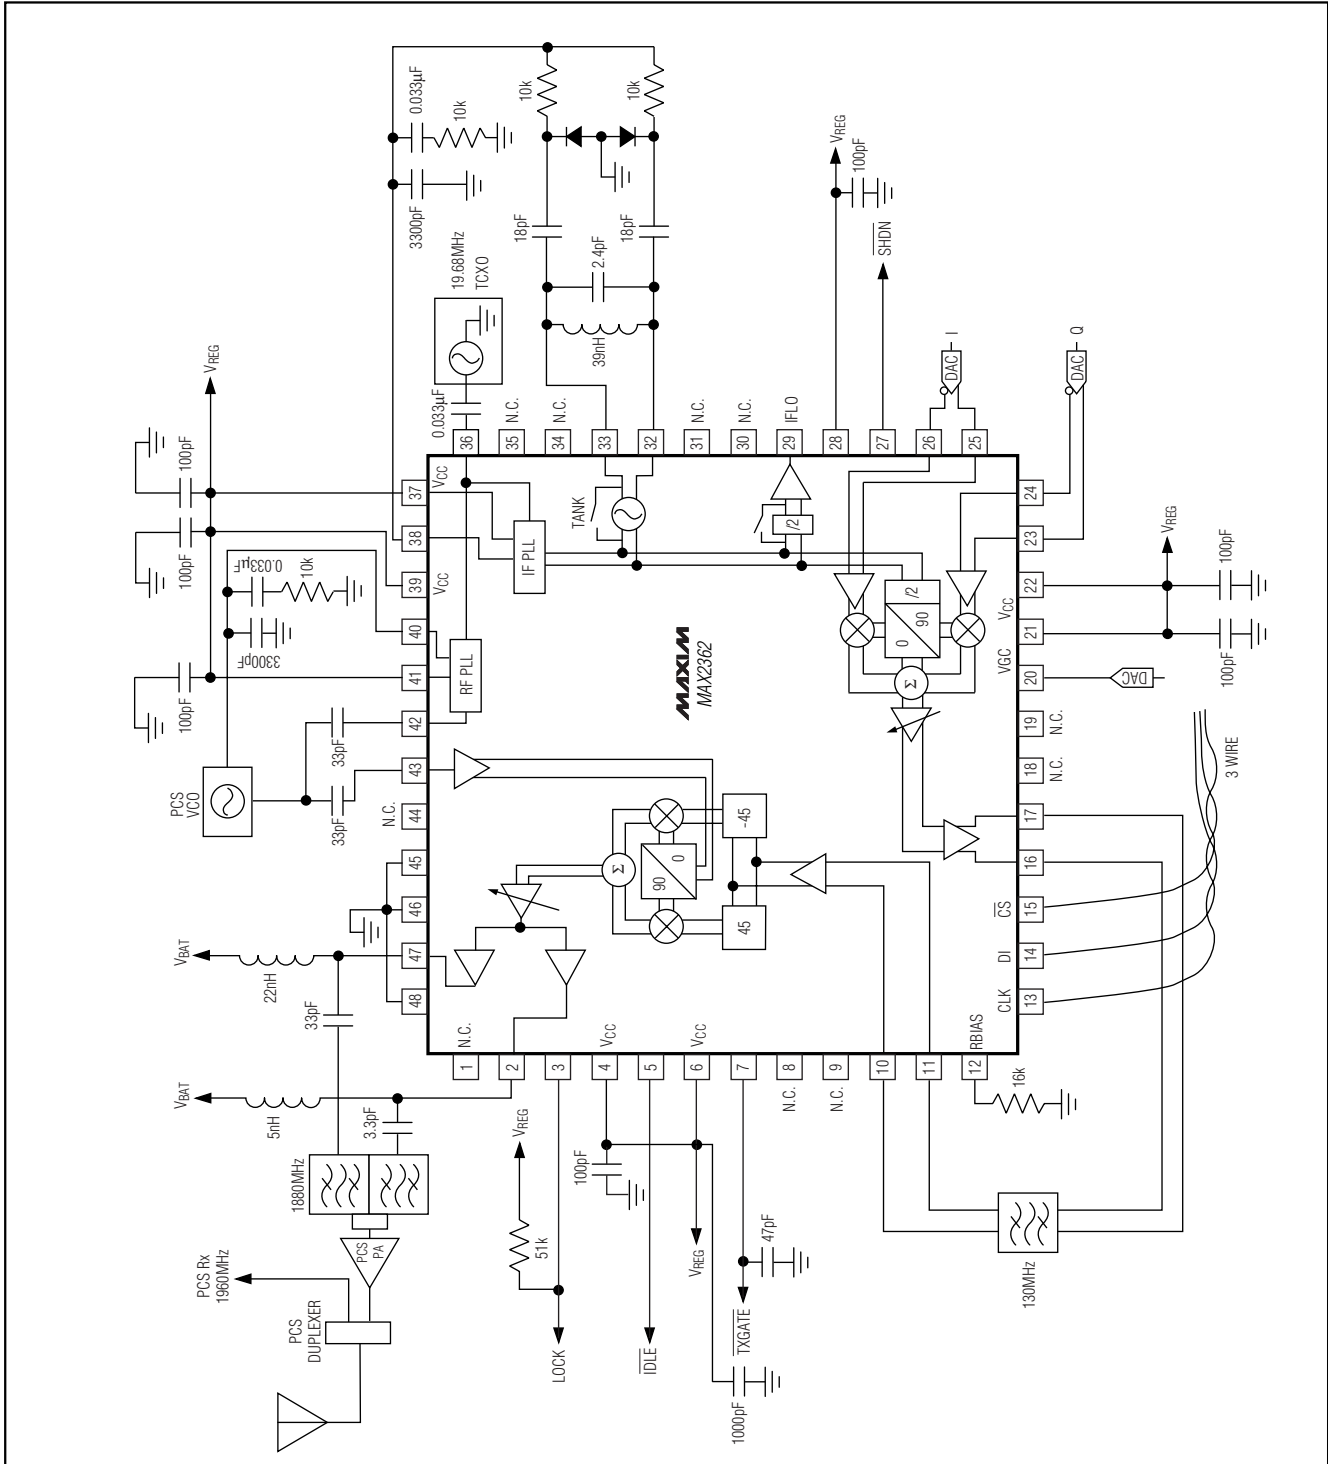 0.033µF
10k
3300pF
10k
10k
18pF
18pF
2.4pF
39nH
19.68MHz
TCXO
0.033µF
VREG
100pF
SHDN
DAC
I
DAC
Q
VREG
100pF
100pF
100pF
0.033µF
10k
3300pF
PCS
VCO
33pF
33pF
N.C.
36
35
N.C.
34
N.C.
33
32
31
N.C.
30
N.C.
29
IFLO
28
27
26
25
37
VCC
38
39
VCC
40
41
42
43
44
45
46
47
48
24
23
22
VCC
21
VGC
20
19
N.C.
18
N.C.
17
16
15
CS
14
DI
13
CLK
1
N.C.
2
3
4
VCC
5
6
VCC
7
8
N.C.
9
N.C.
10
11
12
RBIAS
IF PLL
TANK
/2
RF PLL
MAXIM
MAX2362
/2
0
90
Σ
Σ
90
0
-45
45
VREG
100pF
100pF
DAC
3 WIRE
VBAT
22nH
33pF
VBAT
5nH
3.3pF
1880MHz
PCS
PA
PCS Rx
1960MHz
PCS
DUPLEXER
VREG
51k
LOCK
100pF
IDLE
VREG
47pF
TXGATE
1000pF
16k
130MHz